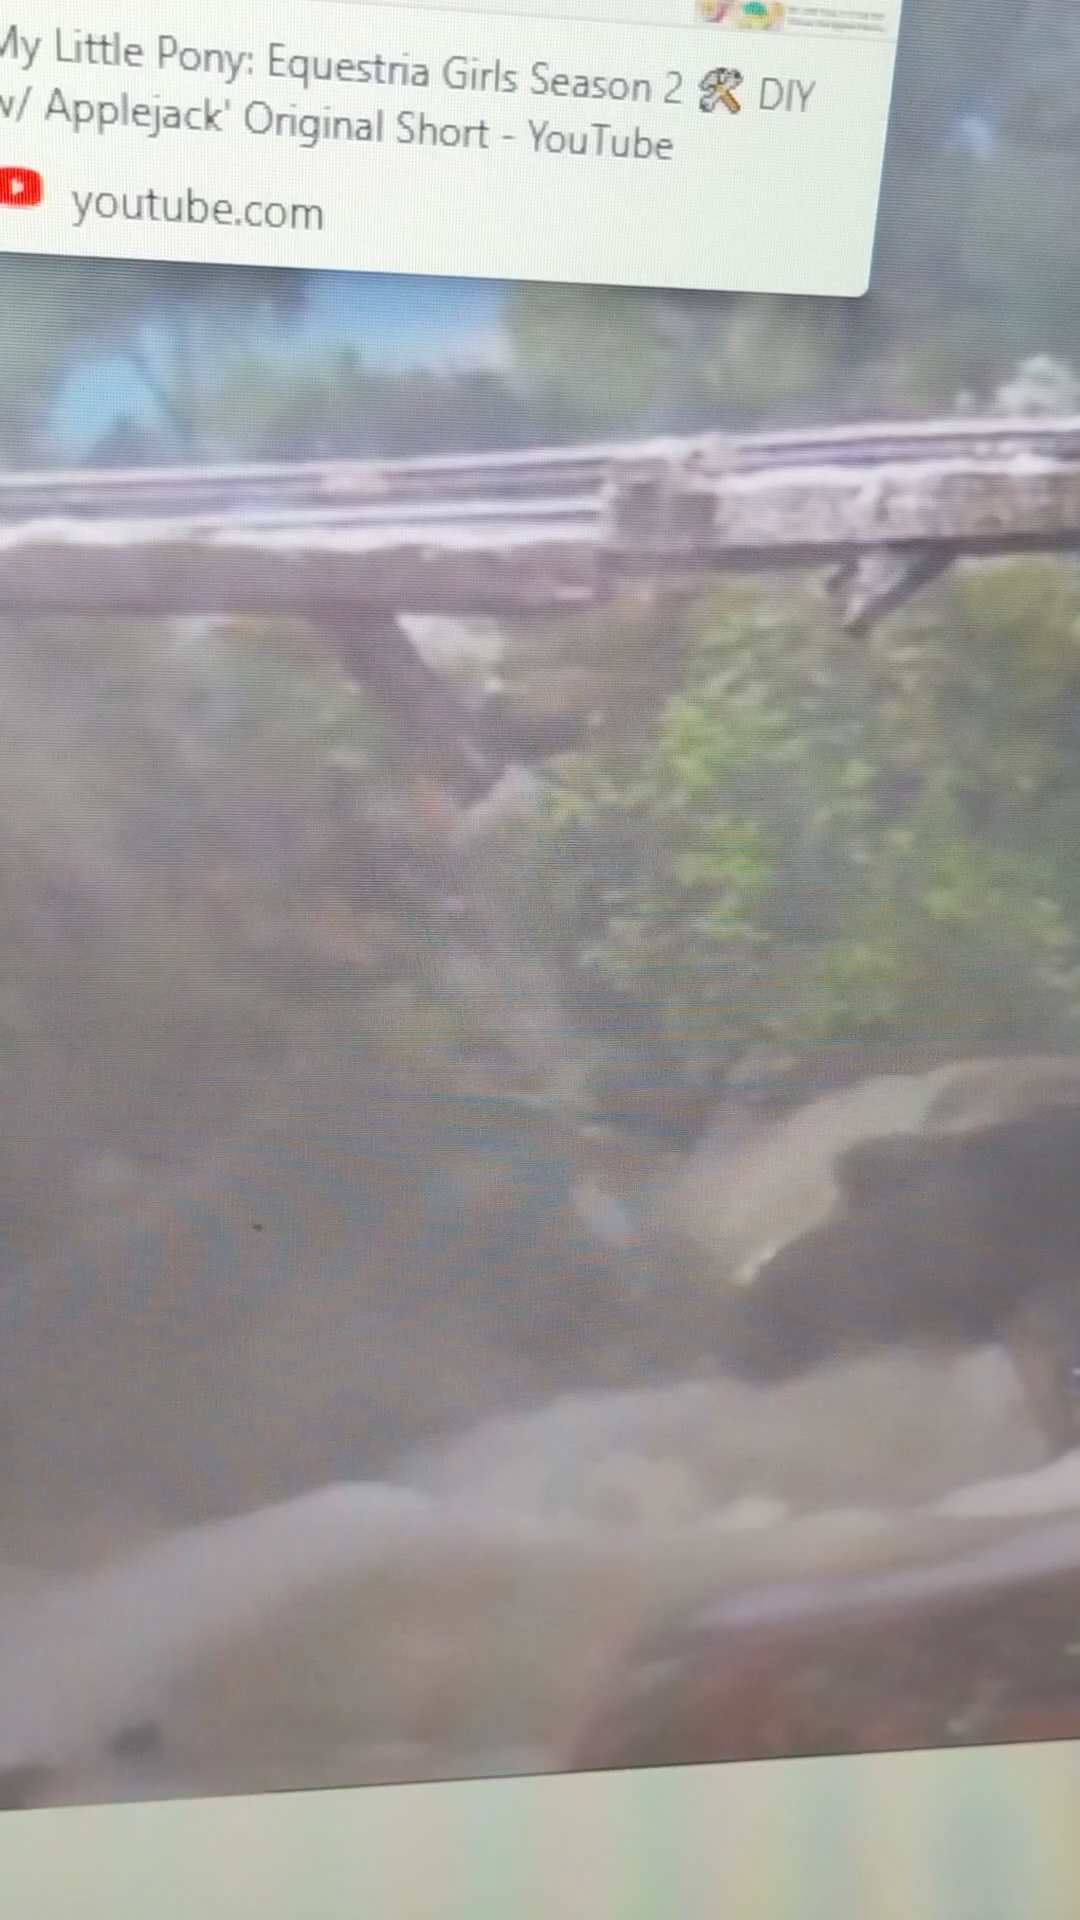 My Little Pony: Equestria Girls Season 2 🛠 DIY
w/ Applejack' Original Short - YouTube
youtube.com